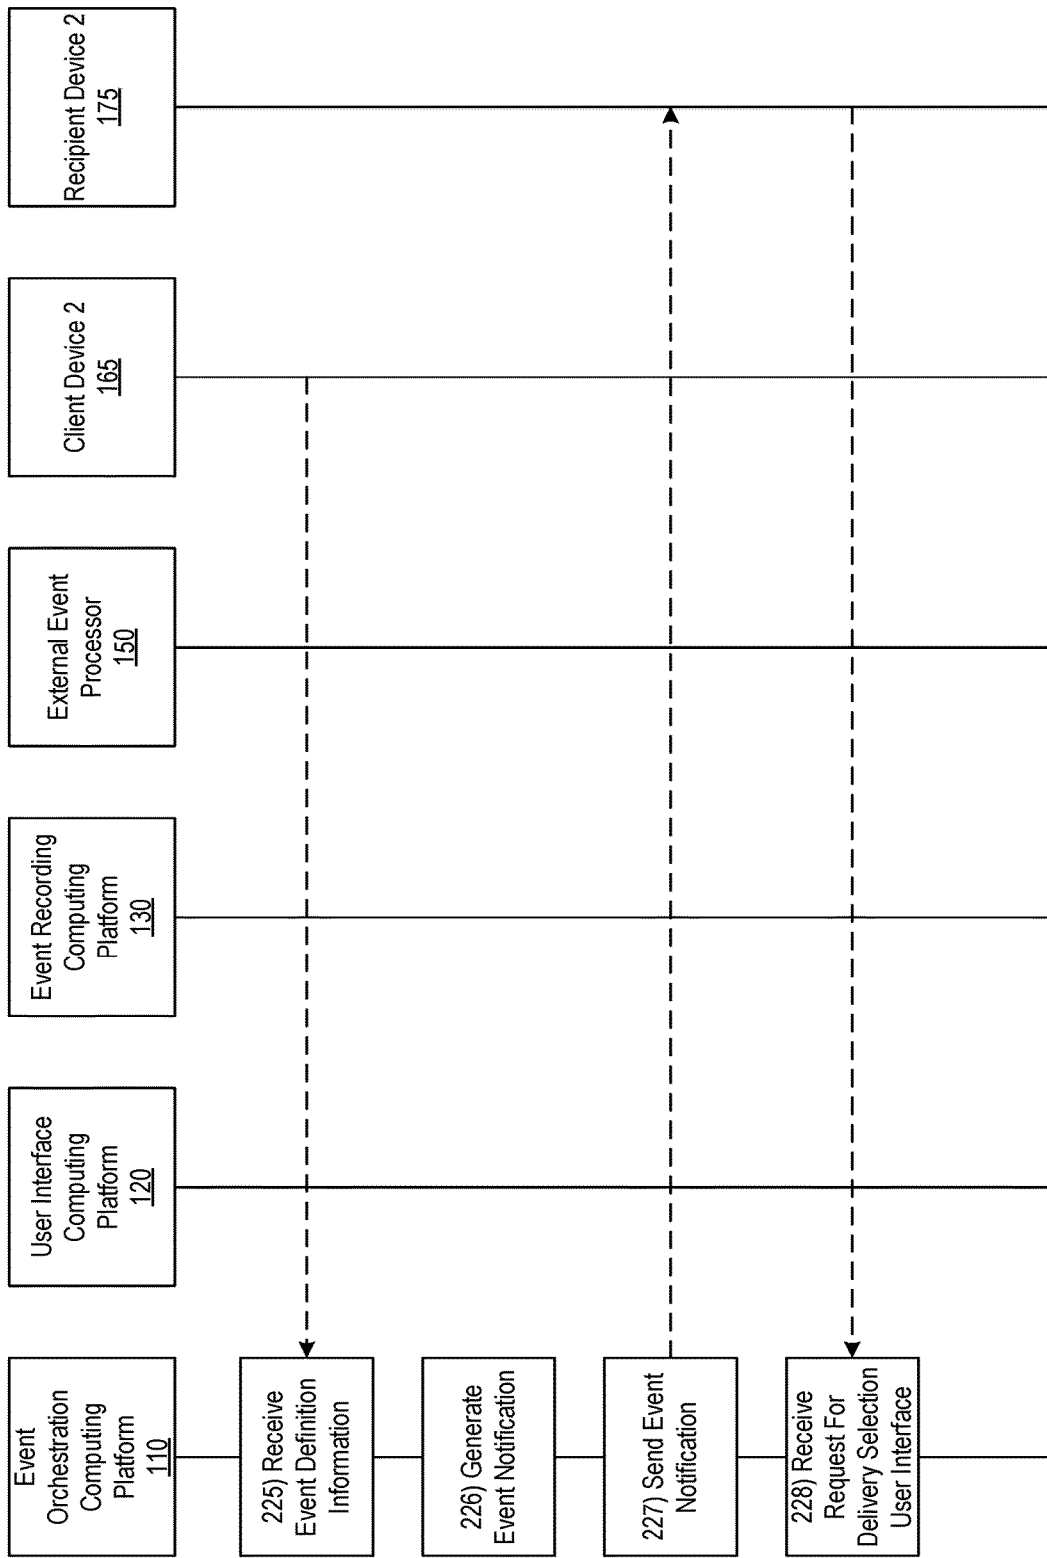 Event
Orchestration
Computing
Platform
110
User Interface
Computing
Platform
120
Event Recording
Computing
Platform
130
External Event
Processor
150
Client Device 2
165
Recipient Device 2
175
225) Receive
Event Definition
Information
226) Generate
Event Notification
227) Send Event
Notification
228) Receive
Request For
Delivery Selection
User Interface